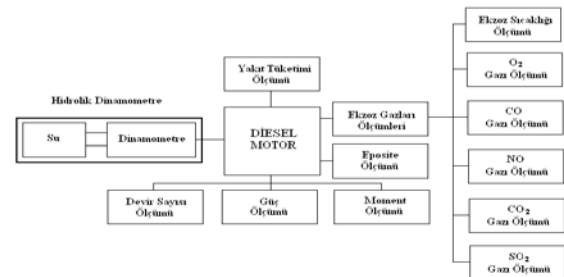 Hidrolik Dinamometre
Su
Dinamometre
Yakıt Tüketimi
Ölçümü
DİESEL
MOTOR
Ekzoz Gazları
Ölçümleri
Eposite
Ölçümü
Devir Sayısı
Ölçümü
Güç
Ölçümü
Moment
Ölçümü
Ekzoz Sıcaklığı
Ölçümü
O₂
Gazı Ölçümü
CO
Gazı Ölçümü
NO
Gazı Ölçümü
CO₂
Gazı Ölçümü
SO₂
Gazı Ölçümü